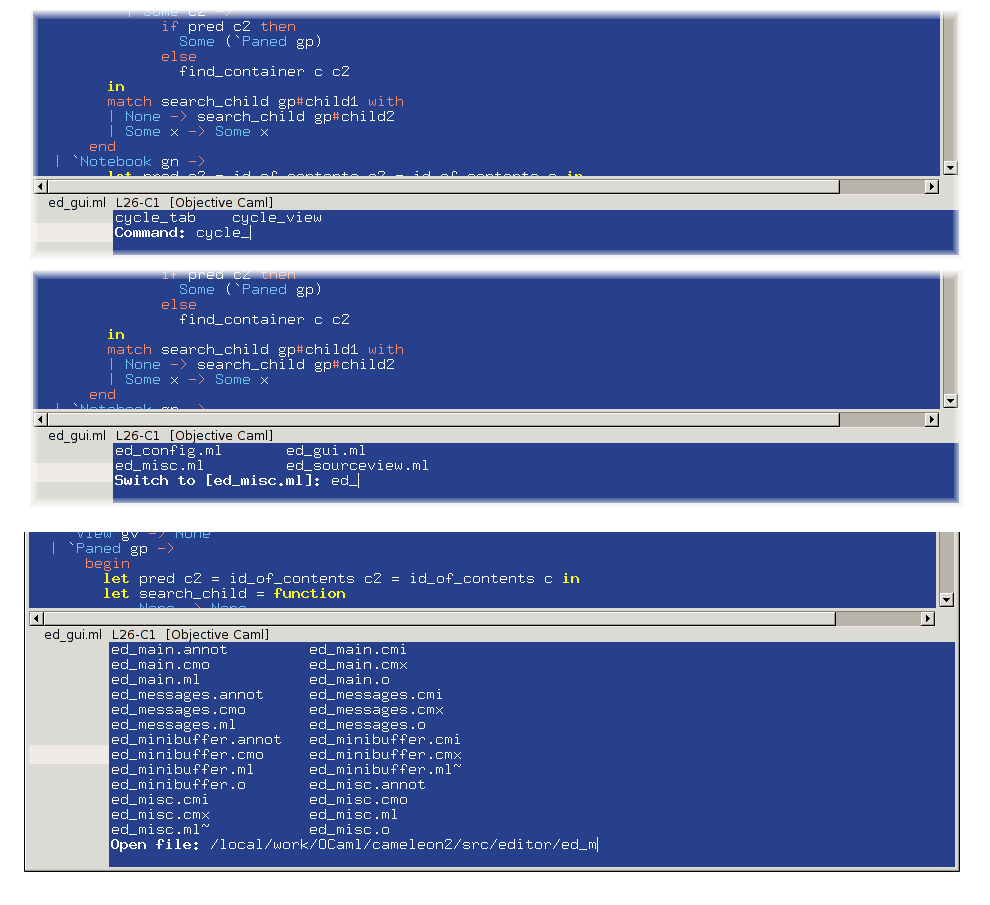 | Some c2 ->
if pred c2 then
Some (`Paned gp)
else
find_container c c2
in
match search_child gp#child1 with
| None -> search_child gp#child2
| Some x -> Some x
end
| `Notebook gn ->
let pred c2 = id_of_contents c2 = id_of_contents c in
ed_gui.ml L26-C1 [Objective Caml]
cycle_tab cycle_view
Command: cycle_
if pred c2 then
Some (`Paned gp)
else
find_container c c2
in
match search_child gp#child1 with
| None -> search_child gp#child2
| Some x -> Some x
end
| `Notebook gn ->
ed_gui.ml L26-C1 [Objective Caml]
ed_config.ml ed_gui.ml
ed_misc.ml ed_sourceview.ml
Switch to [ed_misc.ml]: ed_
`View gv -> None
| `Paned gp ->
begin
let pred c2 = id_of_contents c2 = id_of_contents c in
let search_child = function
None -> None
ed_gui.ml L26-C1 [Objective Caml]
ed_main.annot ed_main.cmi
ed_main.cmo ed_main.cmx
ed_main.ml ed_main.o
ed_messages.annot ed_messages.cmi
ed_messages.cmo ed_messages.cmx
ed_messages.ml ed_messages.o
ed_minibuffer.annot ed_minibuffer.cmi
ed_minibuffer.cmo ed_minibuffer.cmx
ed_minibuffer.ml ed_minibuffer.ml~
ed_minibuffer.o ed_misc.annot
ed_misc.cmi ed_misc.cmo
ed_misc.cmx ed_misc.ml
ed_misc.ml~ ed_misc.o
Open file: /local/work/OCaml/cameleon2/src/editor/ed_m